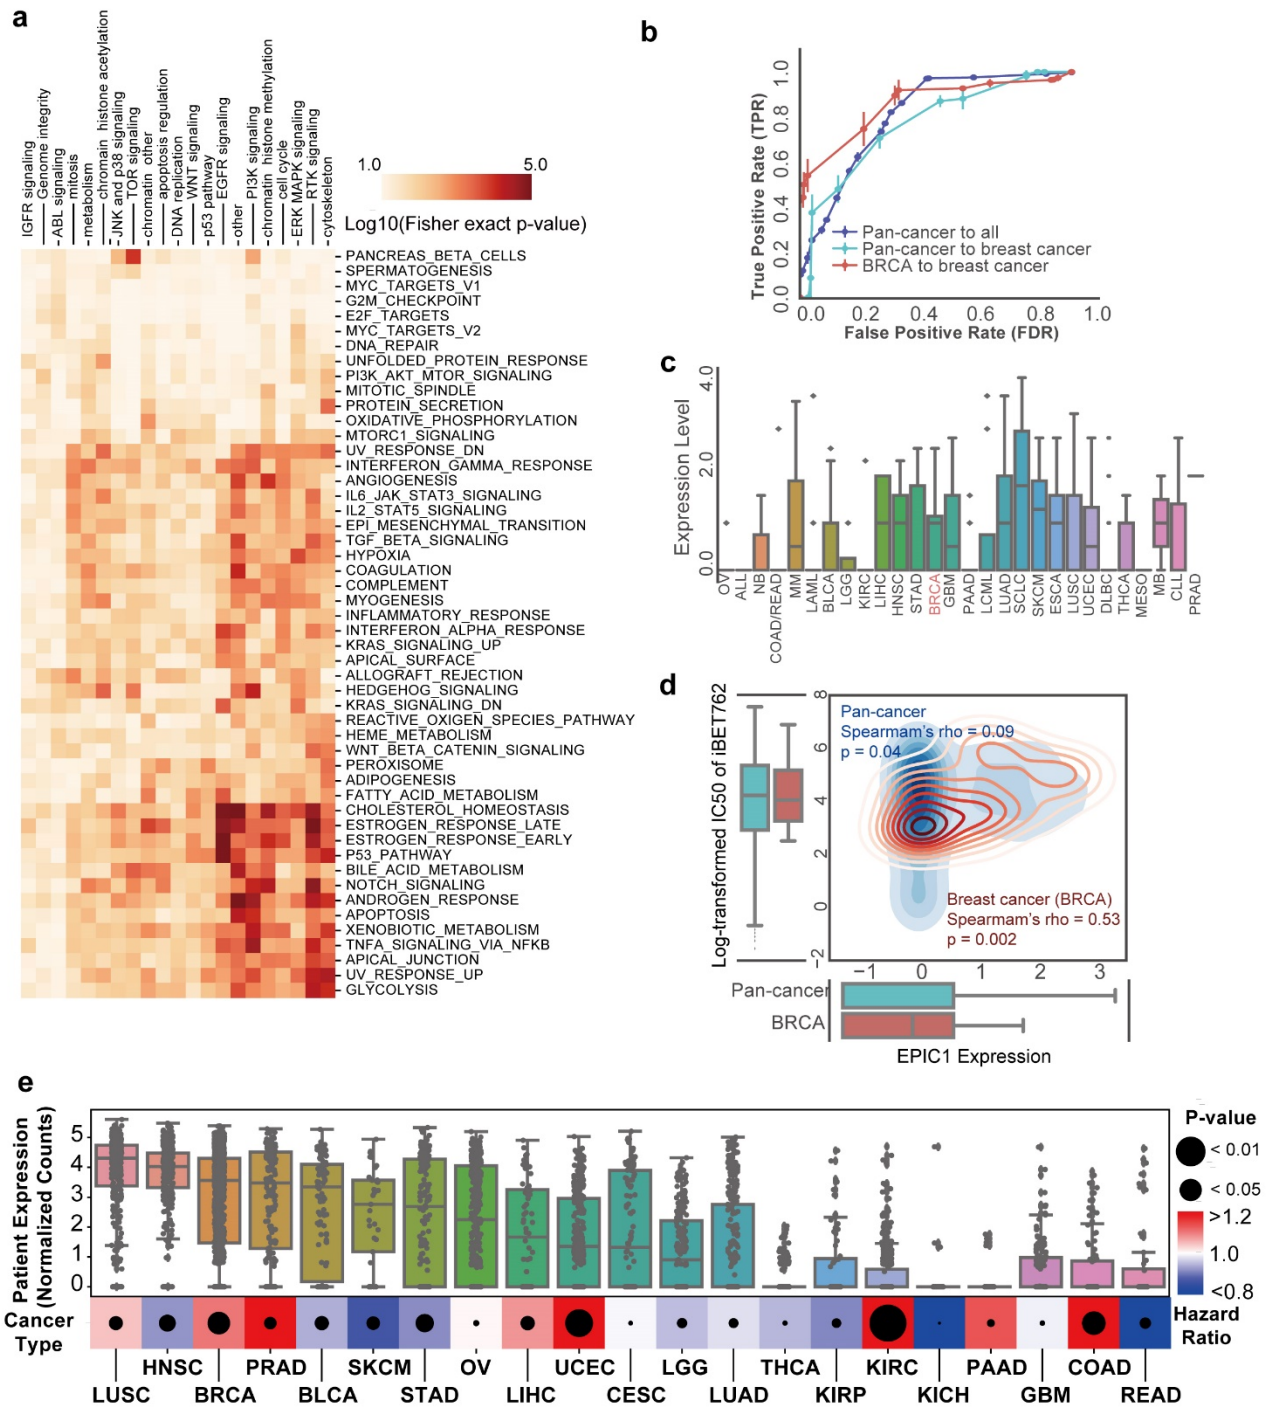 a
IGFR signaling
Genome integrity
ABL signaling
mitosis
metabolism
chromain histone acetylation
JNK and p38 signaling
TOR signaling
chromatin other
apoptosis regulation
DNA replication
WNT signaling
p53 pathway
EGFR signaling
other
PI3K signaling
chromatin histone methylation
cell cycle
ERK MAPK signaling
RTK signaling
cytoskeleton
1.0 5.0
Log10(Fisher exact p-value)
PANCREAS_BETA_CELLS
SPERMATOGENESIS
MYC_TARGETS_V1
G2M_CHECKPOINT
E2F_TARGETS
MYC_TARGETS_V2
DNA_REPAIR
UNFOLDED_PROTEIN_RESPONSE
PI3K_AKT_MTOR_SIGNALING
MITOTIC_SPINDLE
PROTEIN_SECRETION
OXIDATIVE_PHOSPHORYLATION
MTORC1_SIGNALING
UV_RESPONSE_DN
INTERFERON_GAMMA_RESPONSE
ANGIOGENESIS
IL6_JAK_STAT3_SIGNALING
IL2_STAT5_SIGNALING
EPI_MESENCHYMAL_TRANSITION
TGF_BETA_SIGNALING
HYPOXIA
COAGULATION
COMPLEMENT
MYOGENESIS
INFLAMMATORY_RESPONSE
INTERFERON_ALPHA_RESPONSE
KRAS_SIGNALING_UP
APICAL_SURFACE
ALLOGRAFT_REJECTION
HEDGEHOG_SIGNALING
KRAS_SIGNALING_DN
REACTIVE_OXIGEN_SPECIES_PATHWAY
HEME_METABOLISM
WNT_BETA_CATENIN_SIGNALING
PEROXISOME
ADIPOGENESIS
FATTY_ACID_METABOLISM
CHOLESTEROL_HOMEOSTASIS
ESTROGEN_RESPONSE_LATE
ESTROGEN_RESPONSE_EARLY
P53_PATHWAY
BILE_ACID_METABOLISM
NOTCH_SIGNALING
ANDROGEN_RESPONSE
APOPTOSIS
XENOBIOTIC_METABOLISM
TNFA_SIGNALING_VIA_NFKB
APICAL_JUNCTION
UV_RESPONSE_UP
GLYCOLYSIS
b
True Positive Rate (TPR)
1.0
0.8
0.6
0.4
0.2
0.0
Pan-cancer to all
Pan-cancer to breast cancer
BRCA to breast cancer
0.0 0.2 0.4 0.6 0.8 1.0
False Positive Rate (FDR)
c
Expression Level
4.0
2.0
0.0
OV
ALL
NB
COAD/READ
MM
LAML
BLCA
LGG
KIRC
LIHC
HNSC
STAD
BRCA
GBM
PAAD
LCML
LUAD
SCLC
SKCM
ESCA
LUSC
UCEC
DLBC
THCA
MESO
MB
CLL
PRAD
d
Log-transformed IC50 of iBET762
8
6
4
2
0
−2
Pan-cancer
Spearmam's rho = 0.09
p = 0.04
Breast cancer (BRCA)
Spearmam's rho = 0.53
p = 0.002
−1 0 1 2 3
Pan-cancer
BRCA
EPIC1 Expression
e
Patient Expression
(Normalized Counts)
5
4
3
2
1
0
P-value
< 0.01
< 0.05
>1.2
1.0
<0.8
Hazard
Ratio
Cancer
Type
HNSC PRAD SKCM OV UCEC LGG THCA KIRC PAAD COAD
LUSC BRCA BLCA STAD LIHC CESC LUAD KIRP KICH GBM READ